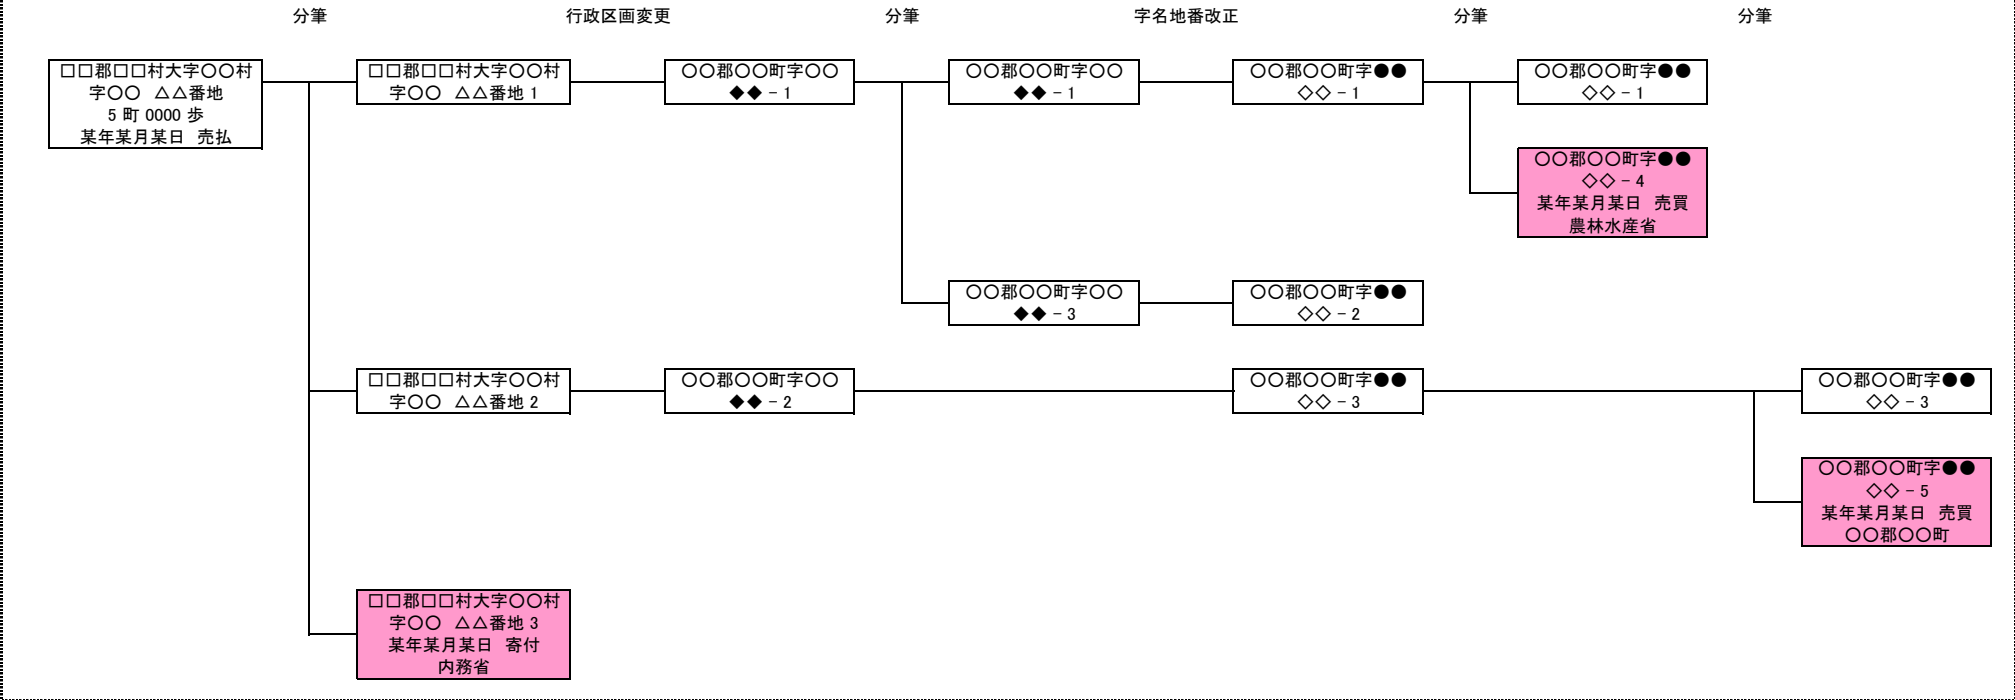 分筆 行政区画変更 分筆 字名地番改正 分筆 分筆
□□郡□□村大字〇〇村
字〇〇 △△番地
5 町 0000 歩
某年某月某日 売払
□□郡□□村大字〇〇村
字〇〇 △△番地 1
〇〇郡〇〇町字〇〇
◆◆－1
〇〇郡〇〇町字〇〇
◆◆－1
〇〇郡〇〇町字●●
◇◇－1
〇〇郡〇〇町字●●
◇◇－1
〇〇郡〇〇町字●●
◇◇－4
某年某月某日 売買
農林水産省
〇〇郡〇〇町字〇〇
◆◆－3
〇〇郡〇〇町字●●
◇◇－2
□□郡□□村大字〇〇村
字〇〇 △△番地 2
〇〇郡〇〇町字〇〇
◆◆－2
〇〇郡〇〇町字●●
◇◇－3
〇〇郡〇〇町字●●
◇◇－3
〇〇郡〇〇町字●●
◇◇－5
某年某月某日 売買
〇〇郡〇〇町
□□郡□□村大字〇〇村
字〇〇 △△番地 3
某年某月某日 寄付
内務省